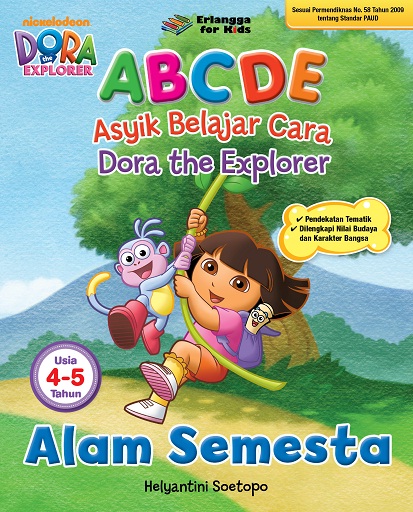 nickelodeon
DORA
the
EXPLORER
Erlangga
for Kids
Sesuai Permendiknas No. 58 Tahun 2009
tentang Standar PAUD
ABCDE
Asyik Belajar Cara
Dora the Explorer
✓ Pendekatan Tematik
✓ Dilengkapi Nilai Budaya
dan Karakter Bangsa
Usia
4-5
Tahun
Alam Semesta
Helyantini Soetopo